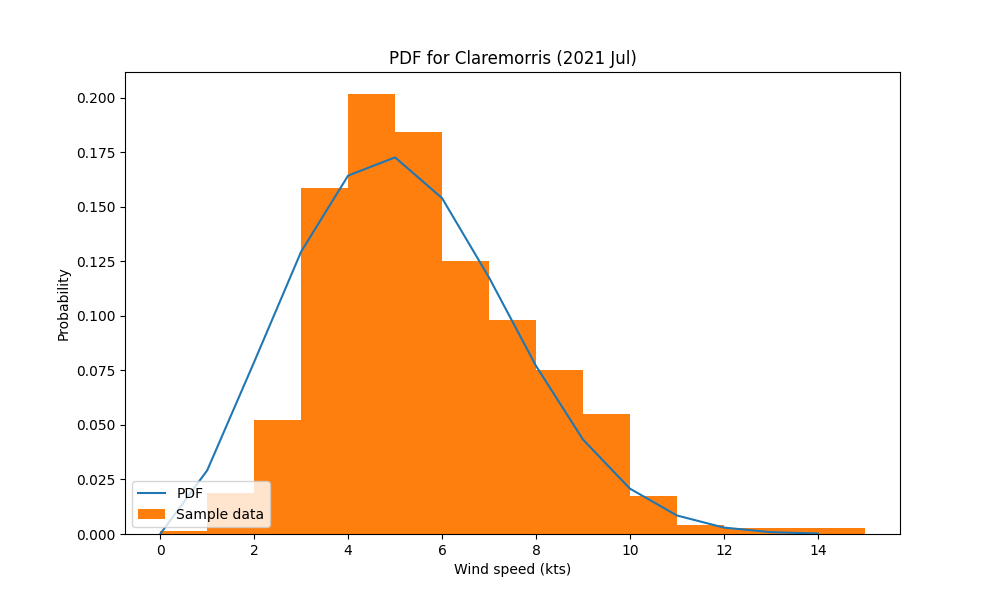 PDF for Claremorris (2021 Jul)
0.200
0.175
0.150
0.125
0.100
0.075
0.050
0.025
0.000
Probability
PDF
Sample data
0 2 4 6 8 10 12 14
Wind speed (kts)